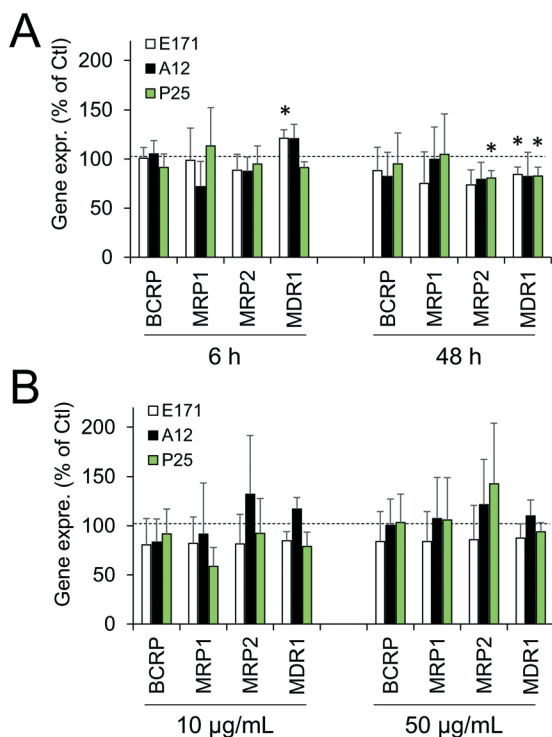 A
Gene expr. (% of Ctl)
200
150
100
50
0
E171
A12
P25
*
*
* *
BCRP
MRP1
MRP2
MDR1
BCRP
MRP1
MRP2
MDR1
6 h
48 h
B
Gene expre. (% of Ctl)
200
150
100
50
0
E171
A12
P25
BCRP
MRP1
MRP2
MDR1
BCRP
MRP1
MRP2
MDR1
10 µg/mL
50 µg/mL